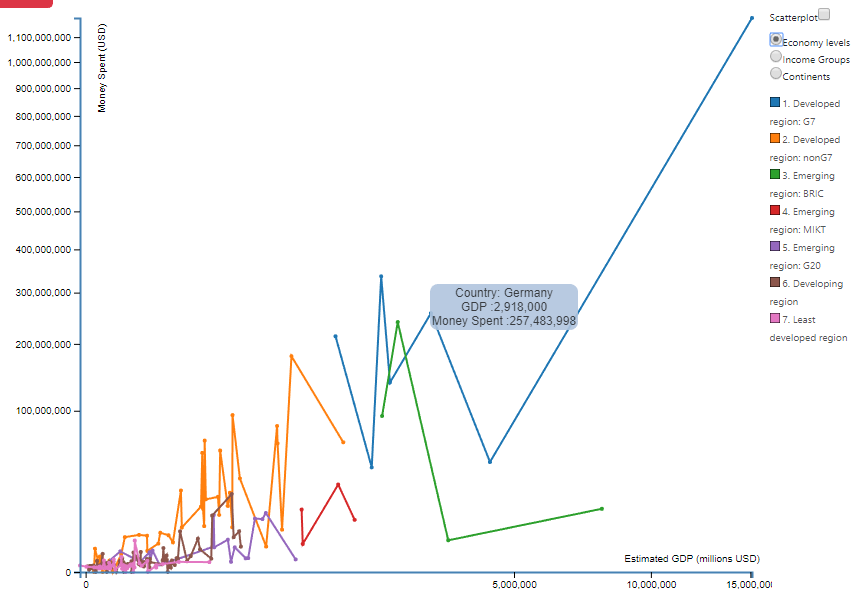 Scatterplot
Economy levels
Income Groups
Continents
1. Developed
region: G7
2. Developed
region: nonG7
3. Emerging
region: BRIC
4. Emerging
region: MIKT
5. Emerging
region: G20
6. Developing
region
7. Least
developed region
Money Spent (USD)
1,100,000,000
1,000,000,000
900,000,000
800,000,000
700,000,000
600,000,000
500,000,000
400,000,000
300,000,000
200,000,000
100,000,000
0
Country: Germany
GDP :2,918,000
Money Spent :257,483,998
Estimated GDP (millions USD)
0
5,000,000
10,000,000
15,000,00